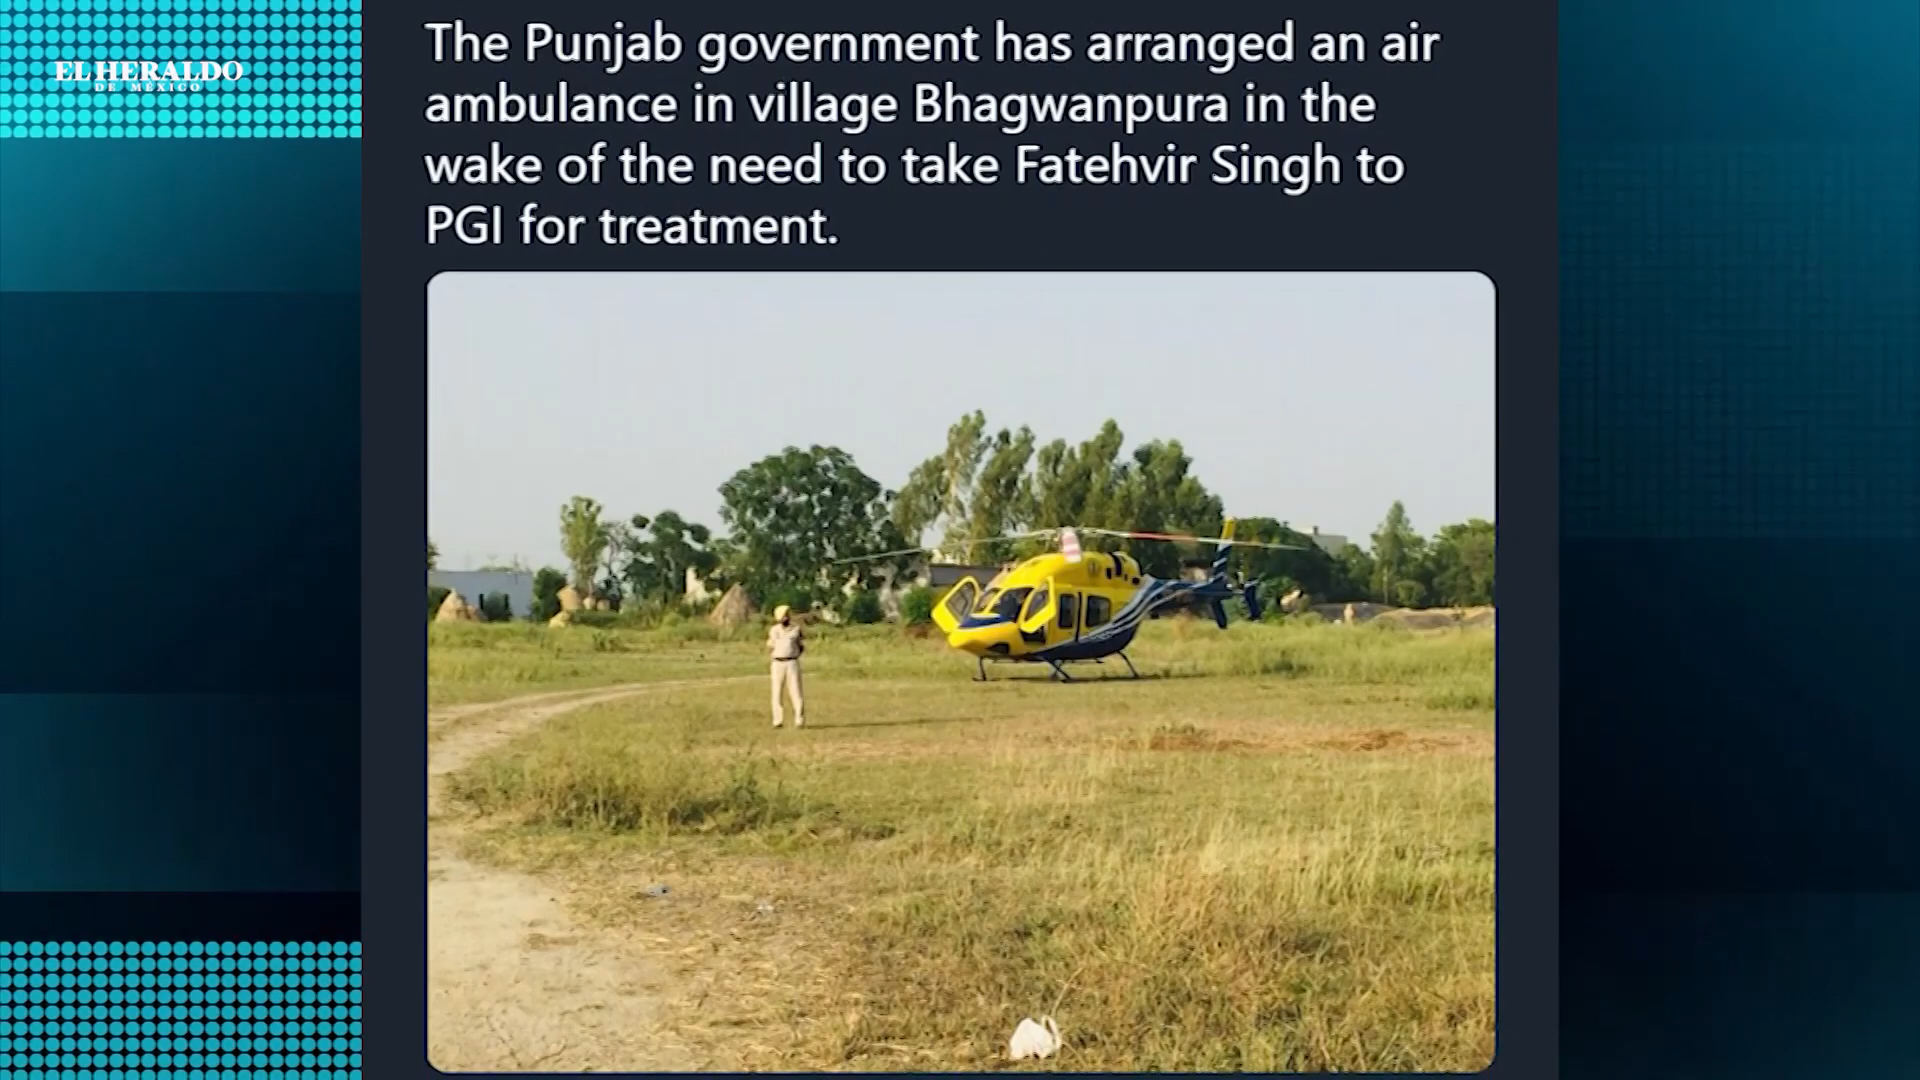 EL HERALDO
DE MÉXICO
The Punjab government has arranged an air
ambulance in village Bhagwanpura in the
wake of the need to take Fatehvir Singh to
PGI for treatment.